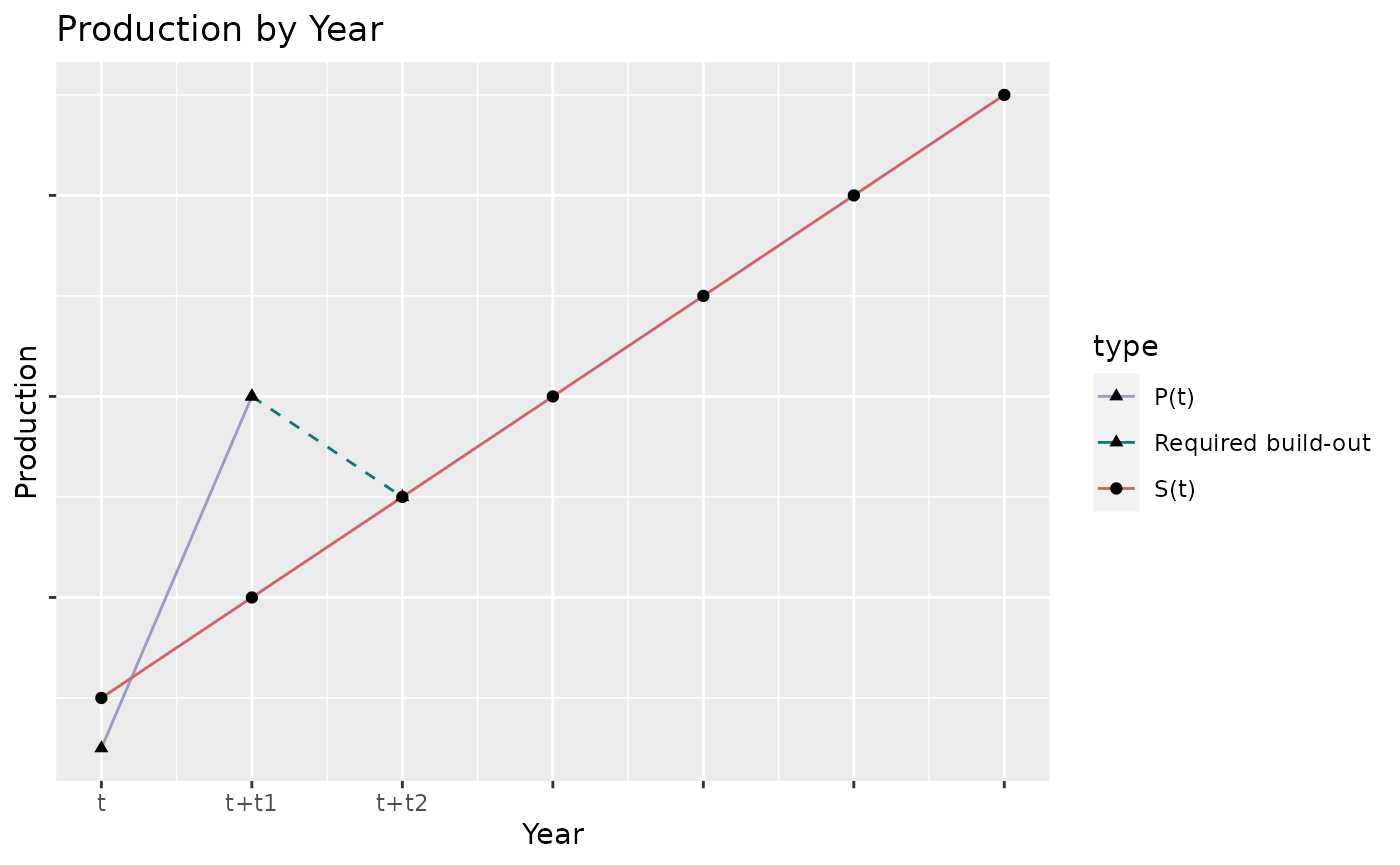 Production by Year
Production
t
t+t1
t+t2
Year
type
P(t)
Required build-out
S(t)